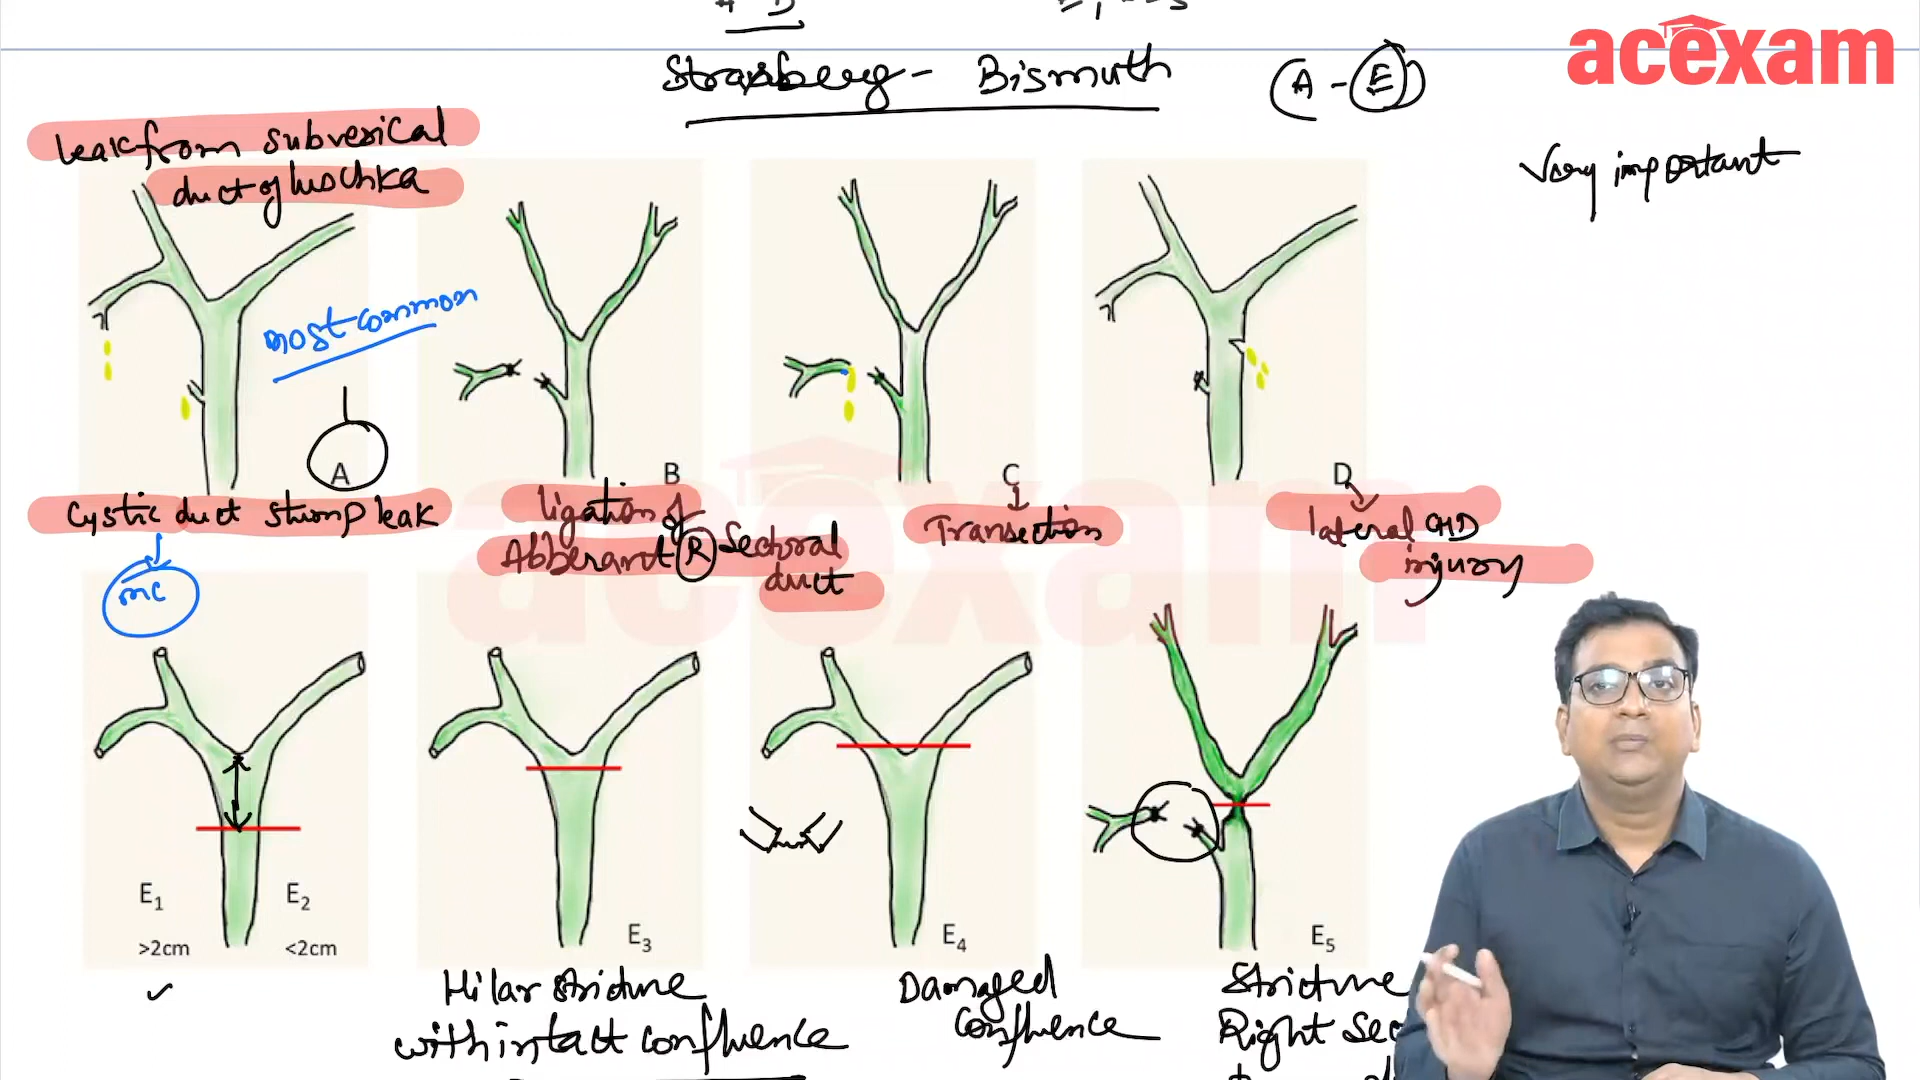 acexam
Strasberg - Bismuth (A - E)
Very important
leak from subvesical
duct of luschka
most common
A
B
C
D
Cystic duct stump leak
mc
ligation of
Abberant R Sectoral
duct
Transection
lateral CHD
injury
acexam
E1 E2
>2cm <2cm
E3
E4
E5
Hilar stricture
with intact confluence
Damaged
Confluence
Stricture
Right Sec